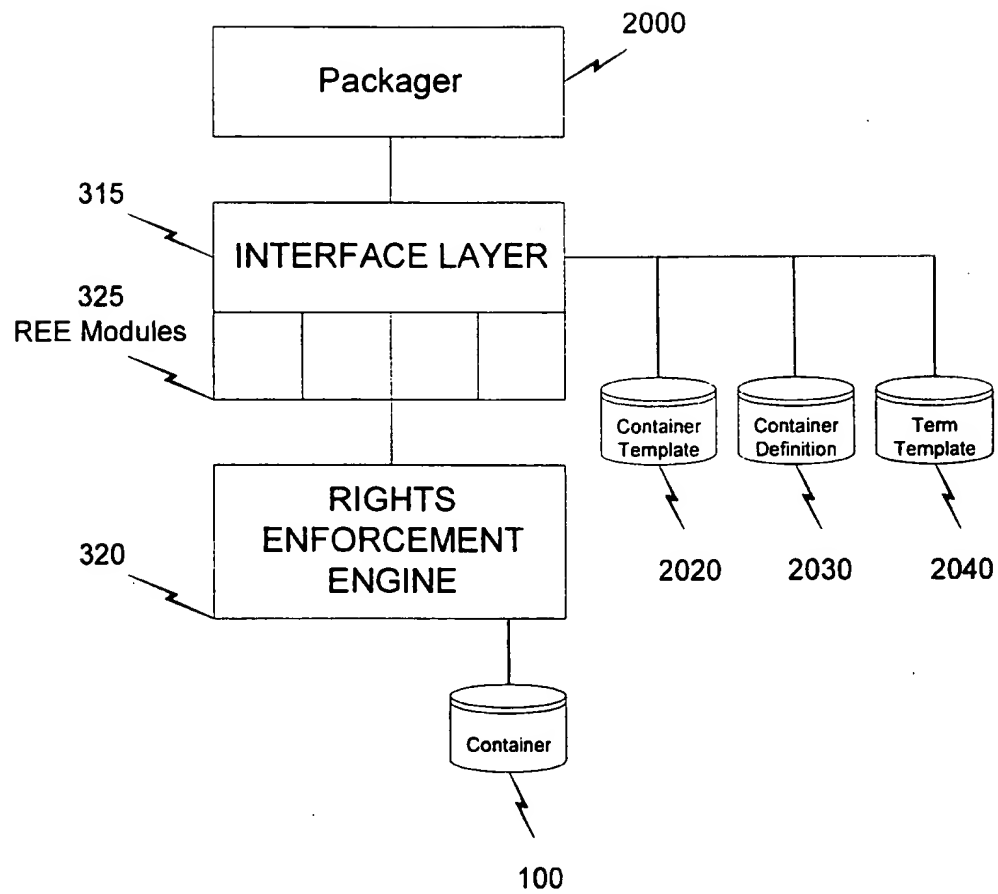 2000
Packager
315
INTERFACE LAYER
325
REE Modules
Container
Template
Container
Definition
Term
Template
RIGHTS
ENFORCEMENT
ENGINE
320
2020
2030
2040
Container
100